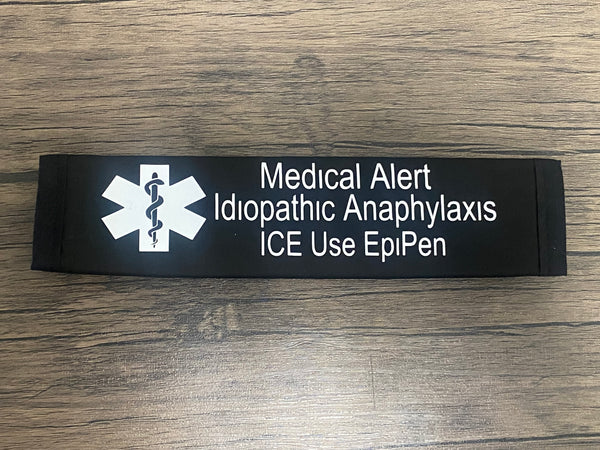 Medical Alert
Idiopathic Anaphylaxis
ICE Use EpiPen